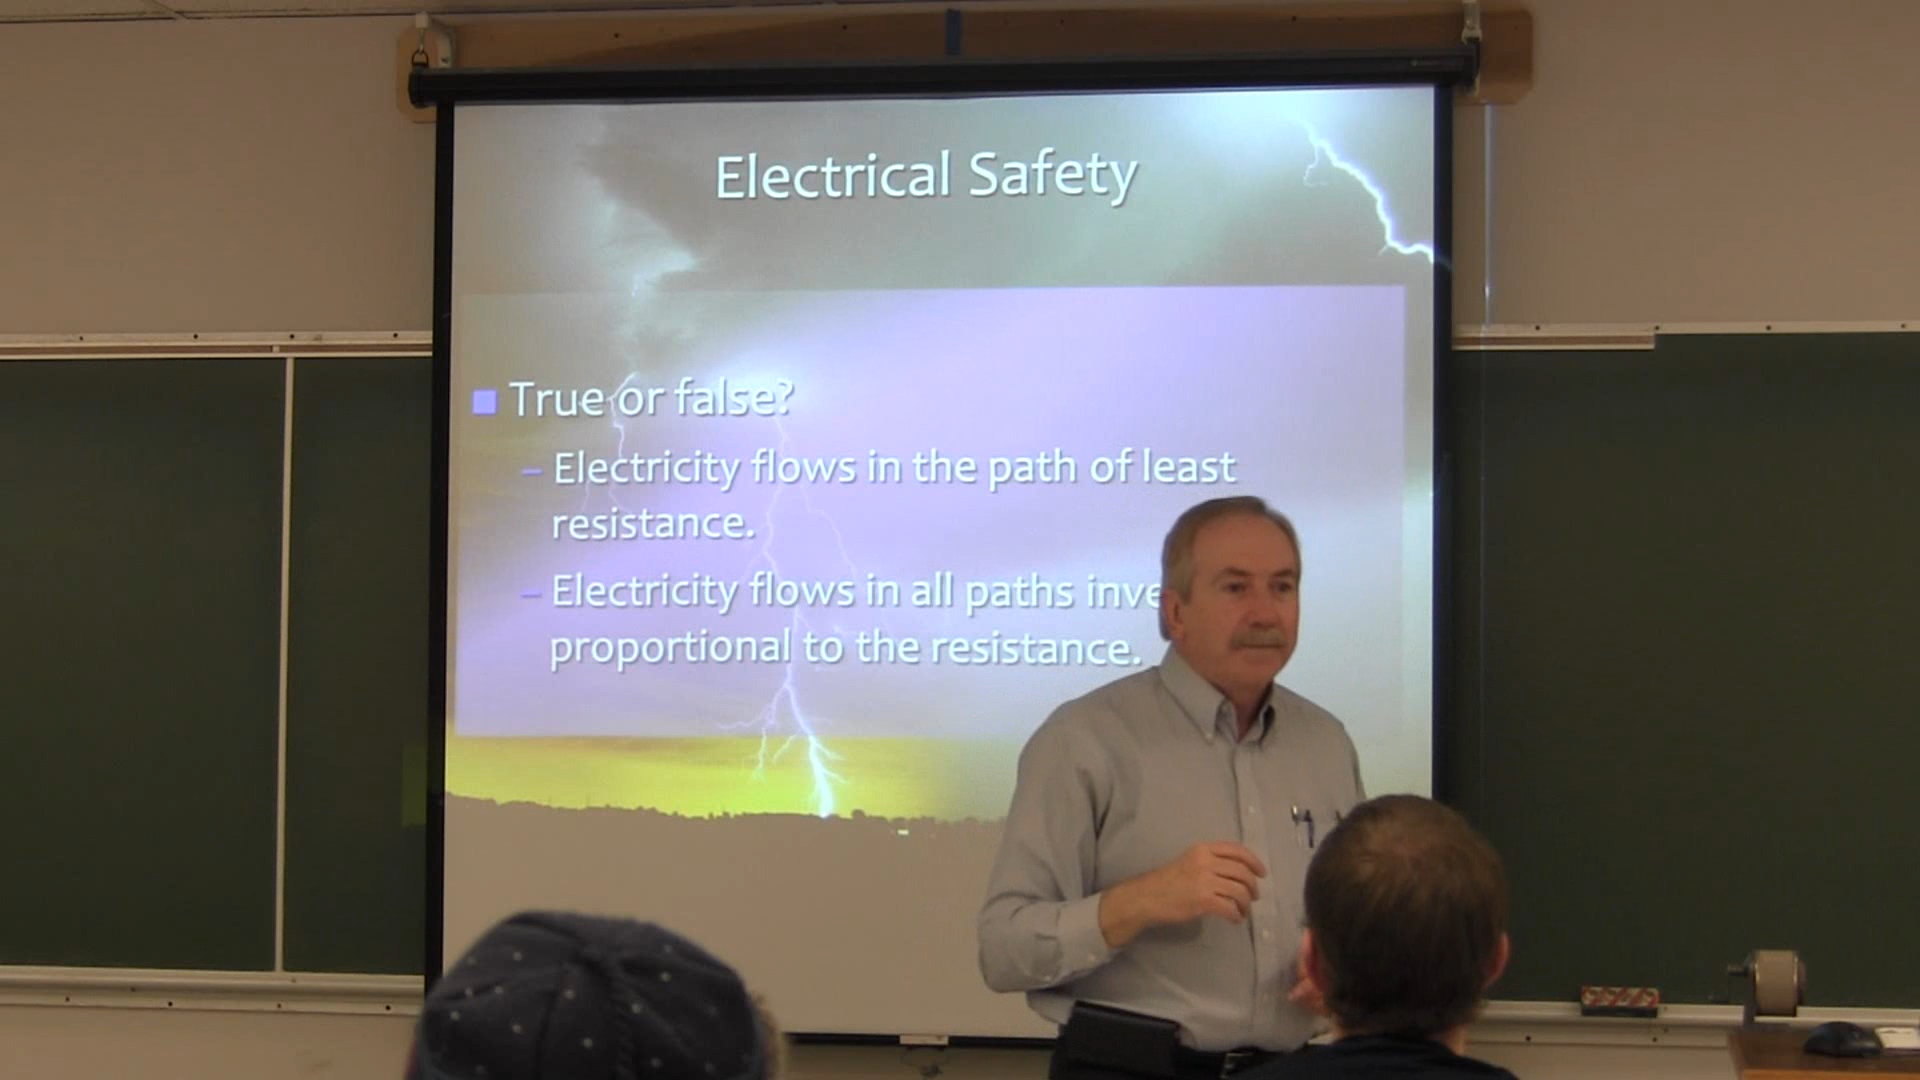 Electrical Safety
True or false?
– Electricity flows in the path of least
resistance.
– Electricity flows in all paths inve
proportional to the resistance.